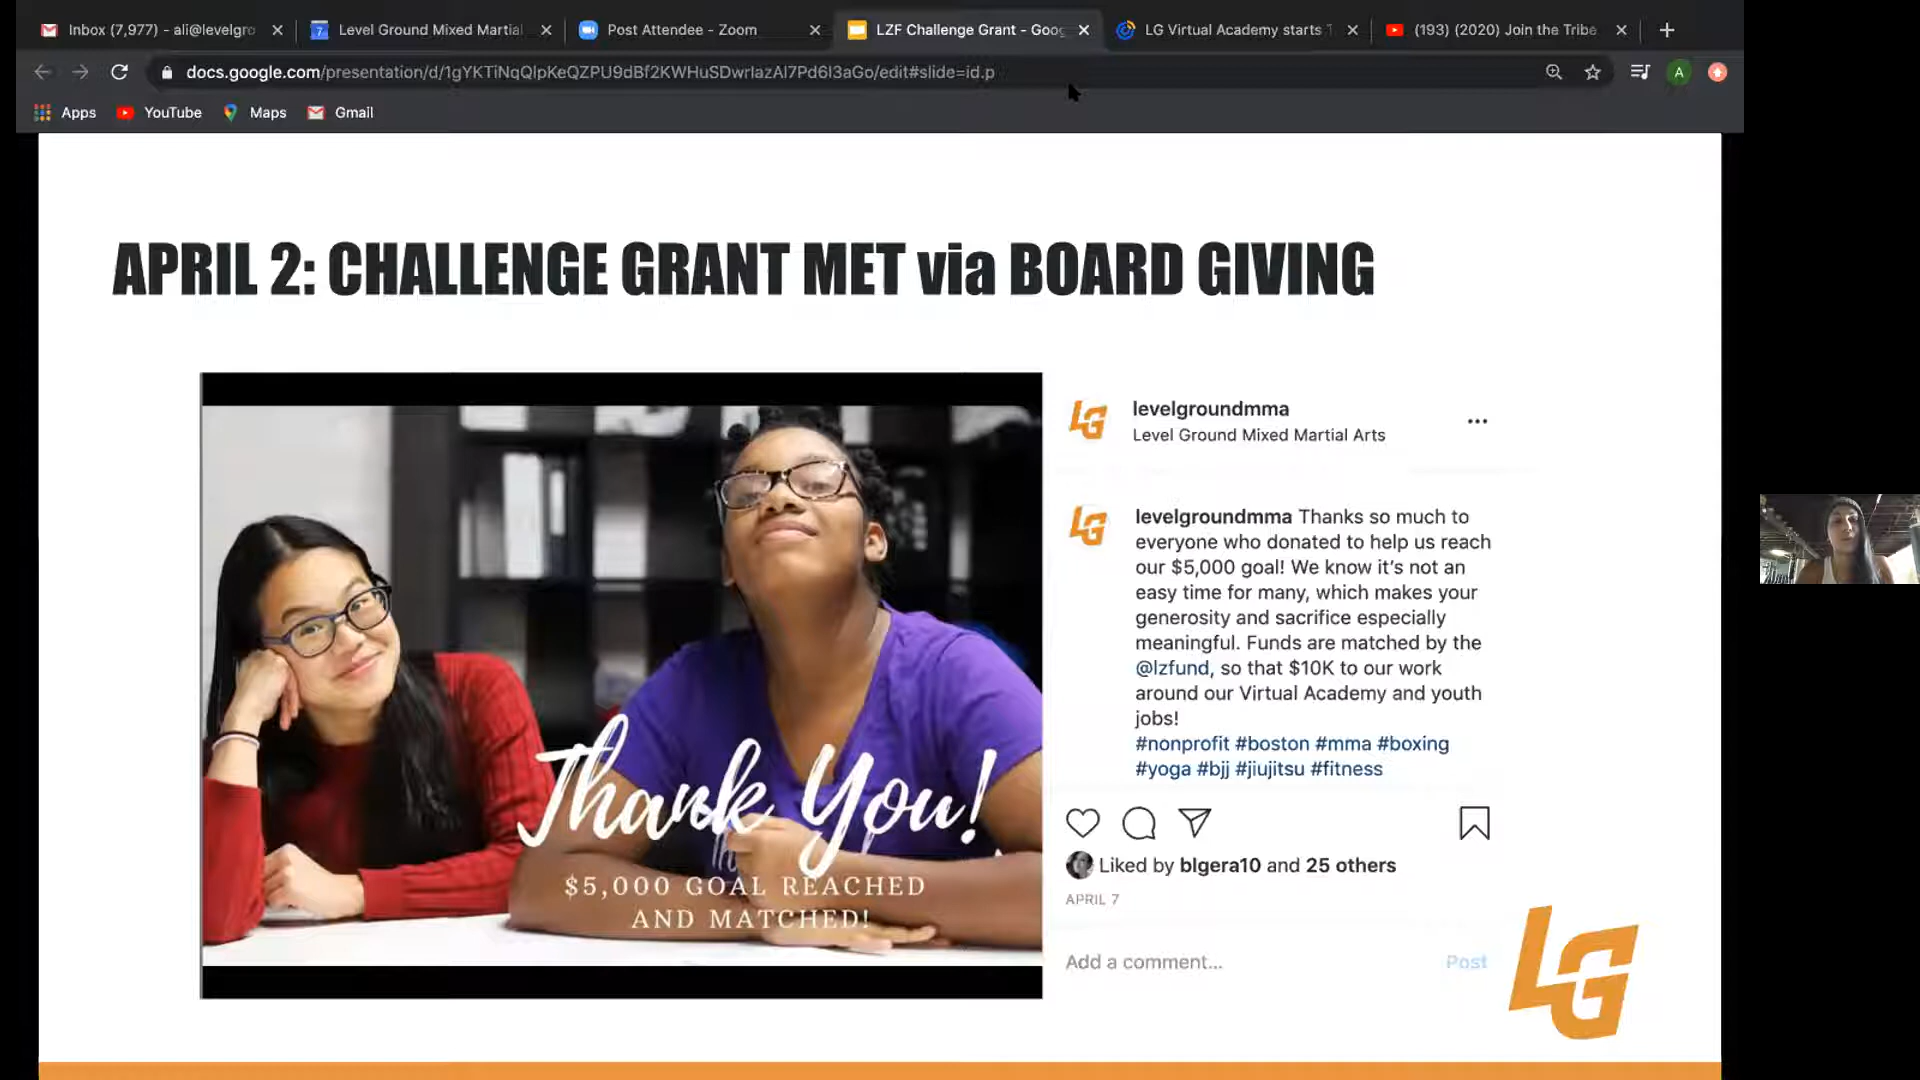 Inbox (7,977) - ali@levelgro
Level Ground Mixed Martial
Post Attendee - Zoom
LZF Challenge Grant - Goog
LG Virtual Academy starts T
(193) (2020) Join the Tribe
docs.google.com/presentation/d/1gYKTiNqQlpKeQZPU9dBf2KWHuSDwrIazAI7Pd6I3aGo/edit#slide=id.p
A
Apps
YouTube
Maps
Gmail
APRIL 2: CHALLENGE GRANT MET via BOARD GIVING
Thank You!
$5,000 GOAL REACHED
AND MATCHED!
LG
levelgroundmma
Level Ground Mixed Martial Arts
LG
levelgroundmma Thanks so much to
everyone who donated to help us reach
our $5,000 goal! We know it's not an
easy time for many, which makes your
generosity and sacrifice especially
meaningful. Funds are matched by the
@lzfund, so that $10K to our work
around our Virtual Academy and youth
jobs!
#nonprofit #boston #mma #boxing
#yoga #bjj #jiujitsu #fitness
Liked by blgera10 and 25 others
APRIL 7
Add a comment...
Post
LG